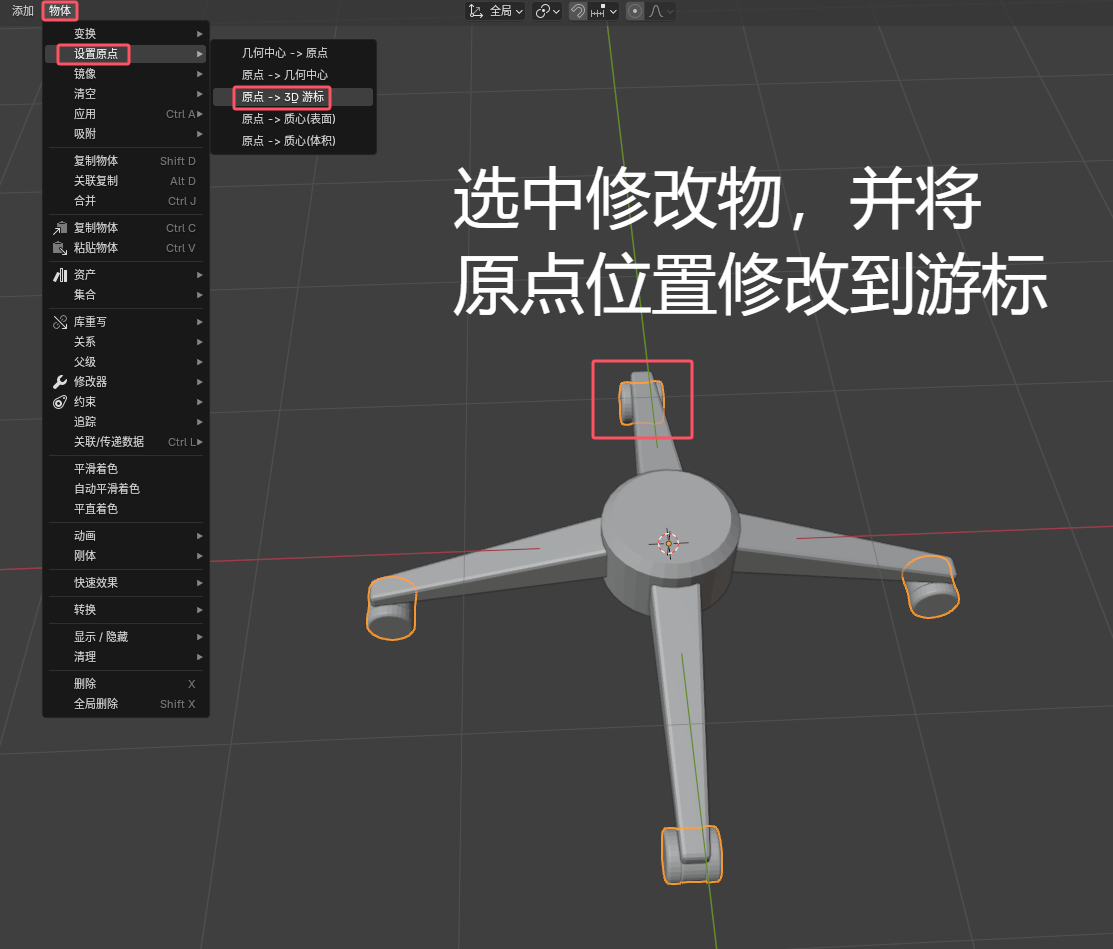 添加 物体 全局
变换
设置原点
镜像
清空
应用 Ctrl A
吸附
复制物体 Shift D
关联复制 Alt D
合并 Ctrl J
复制物体 Ctrl C
粘贴物体 Ctrl V
资产
集合
库重写
关系
父级
修改器
约束
追踪
关联/传递数据 Ctrl L
平滑着色
自动平滑着色
平直着色
动画
刚体
快速效果
转换
显示 / 隐藏
清理
删除 X
全局删除 Shift X
几何中心 -> 原点
原点 -> 几何中心
原点 -> 3D 游标
原点 -> 质心(表面)
原点 -> 质心(体积)
选中修改物，并将
原点位置修改到游标